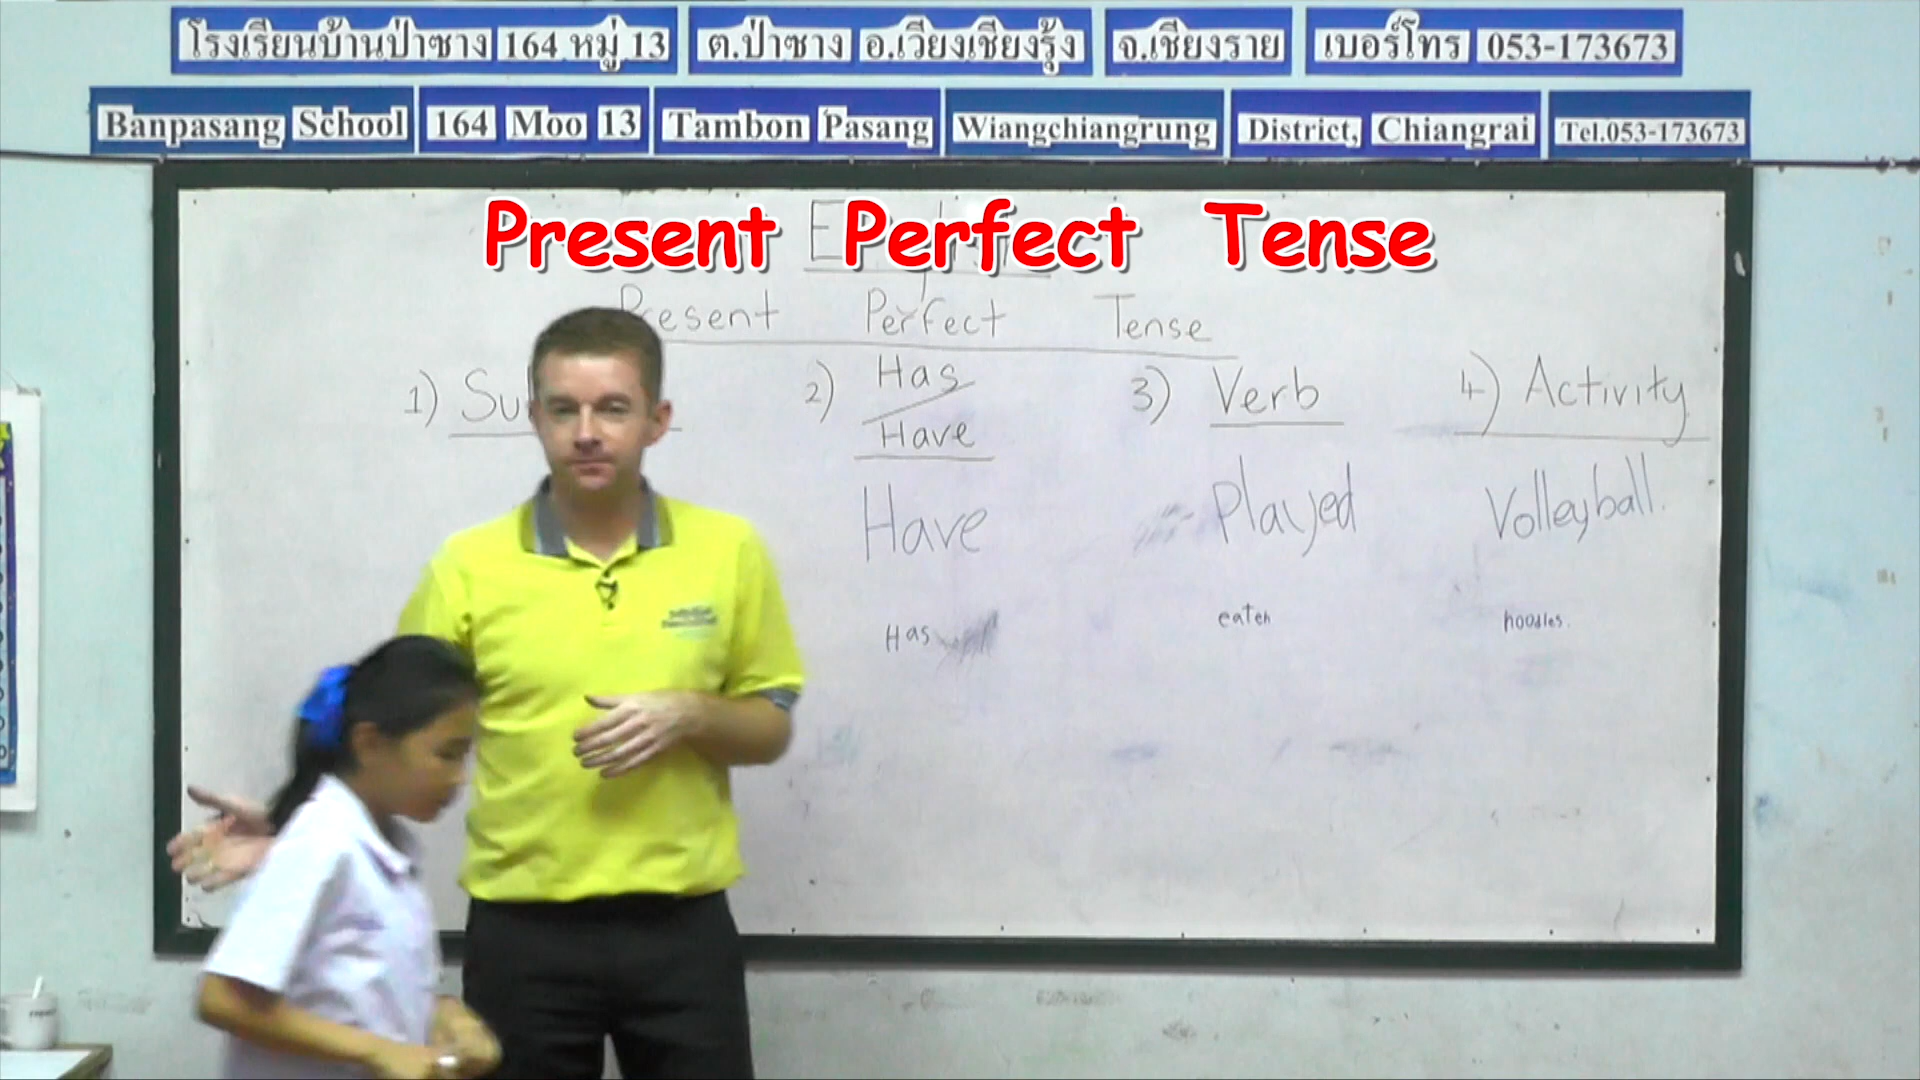 โรงเรียนบ้านป่าซาง 164 หมู่ 13 ต.ป่าซาง อ.เวียงเชียงรุ้ง จ.เชียงราย เบอร์โทร 053-173673
Banpasang School 164 Moo 13 Tambon Pasang Wiangchiangrung District, Chiangrai Tel.053-173673
Present Perfect Tense
Present Perfect Tense
1) Su 2) Has / Have 3) Verb 4) Activity
Have Played Volleyball.
Has eaten noodles.